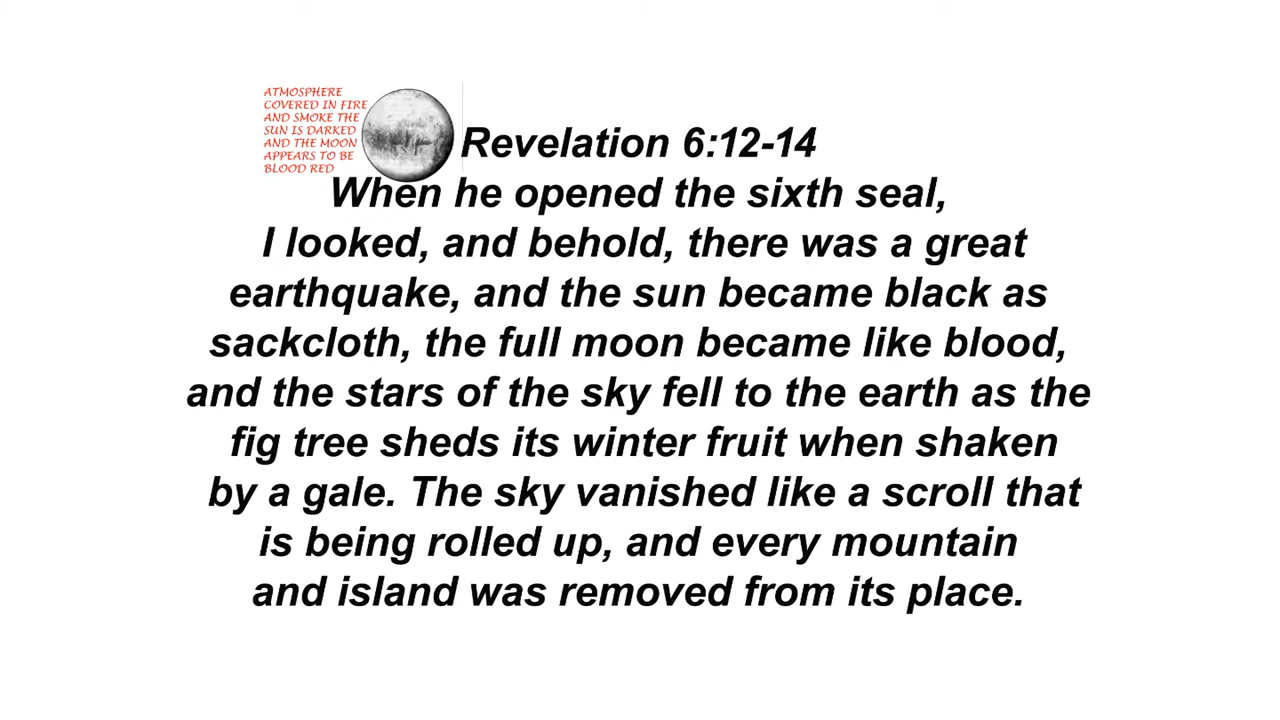 ATMOSPHERE
COVERED IN FIRE
AND SMOKE THE
SUN IS DARKED
AND THE MOON
APPEARS TO BE
BLOOD RED
Revelation 6:12-14
When he opened the sixth seal,
I looked, and behold, there was a great
earthquake, and the sun became black as
sackcloth, the full moon became like blood,
and the stars of the sky fell to the earth as the
fig tree sheds its winter fruit when shaken
by a gale. The sky vanished like a scroll that
is being rolled up, and every mountain
and island was removed from its place.